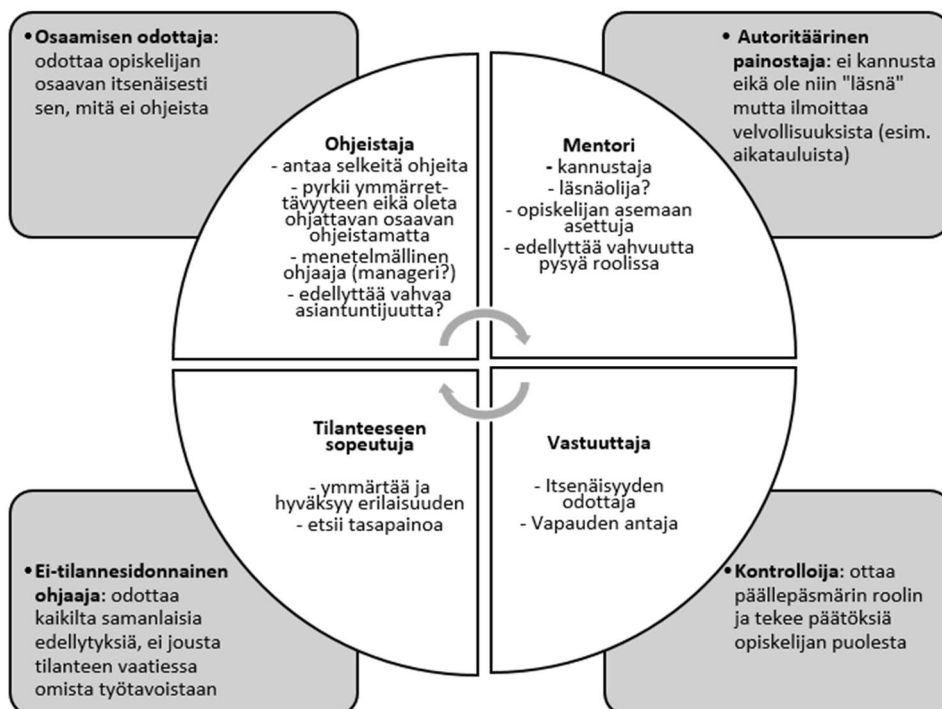 • Osaamisen odottaja:
odottaa opiskelijan
osaavan itsenäisesti
sen, mitä ei ohjeista
• Autoritäärinen
painostaja: ei kannusta
eikä ole niin "läsnä"
mutta ilmoittaa
velvollisuuksista (esim.
aikatauluista)
Ohjeistaja
- antaa selkeitä ohjeita
- pyrkii ymmärret-
tävyyteen eikä oleta
ohjattavan osaavan
ohjeistamatta
- menetelmällinen
ohjaaja (manageri?)
- edellyttää vahvaa
asiantuntijuutta?
Mentori
- kannustaja
- läsnäolija?
- opiskelijan asemaan
asettuja
- edellyttää vahvuutta
pysyä roolissa
Tilanteeseen
sopeutuja
- ymmärtää ja
hyväksyy erilaisuuden
- etsii tasapainoa
Vastuuttaja
- Itsenäisyyden
odottaja
- Vapauden antaja
• Ei-tilannesidonnainen
ohjaaja: odottaa
kaikilta samanlaisia
edellytyksiä, ei jousta
tilanteen vaatiessa
omista työtavoistaan
• Kontrolloija: ottaa
päällepäsmärin roolin
ja tekee päätöksiä
opiskelijan puolesta